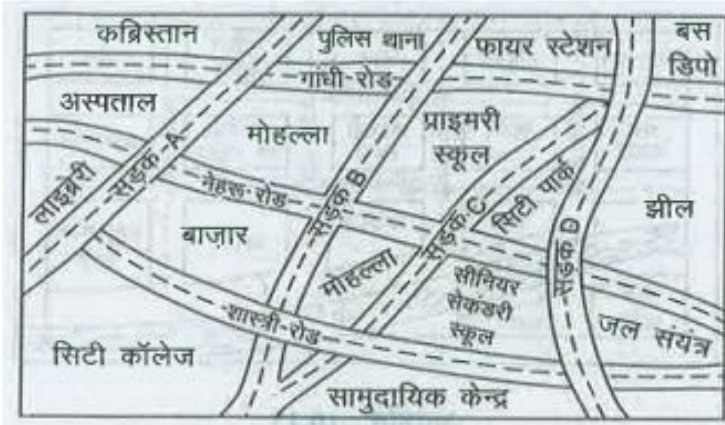 कब्रिस्तान
पुलिस थाना
फायर स्टेशन
बस
डिपो
गांधी-रोड
अस्पताल
मोहल्ला
प्राइमरी
स्कूल
लाइब्रेरी
सड़क A
नेहरू-रोड
सड़क B
सड़क C
सिटी पार्क
सड़क D
झील
बाज़ार
मोहल्ला
सीनियर
सेकंडरी
स्कूल
शास्त्री-रोड
जल संयंत्र
सिटी कॉलेज
सामुदायिक केन्द्र